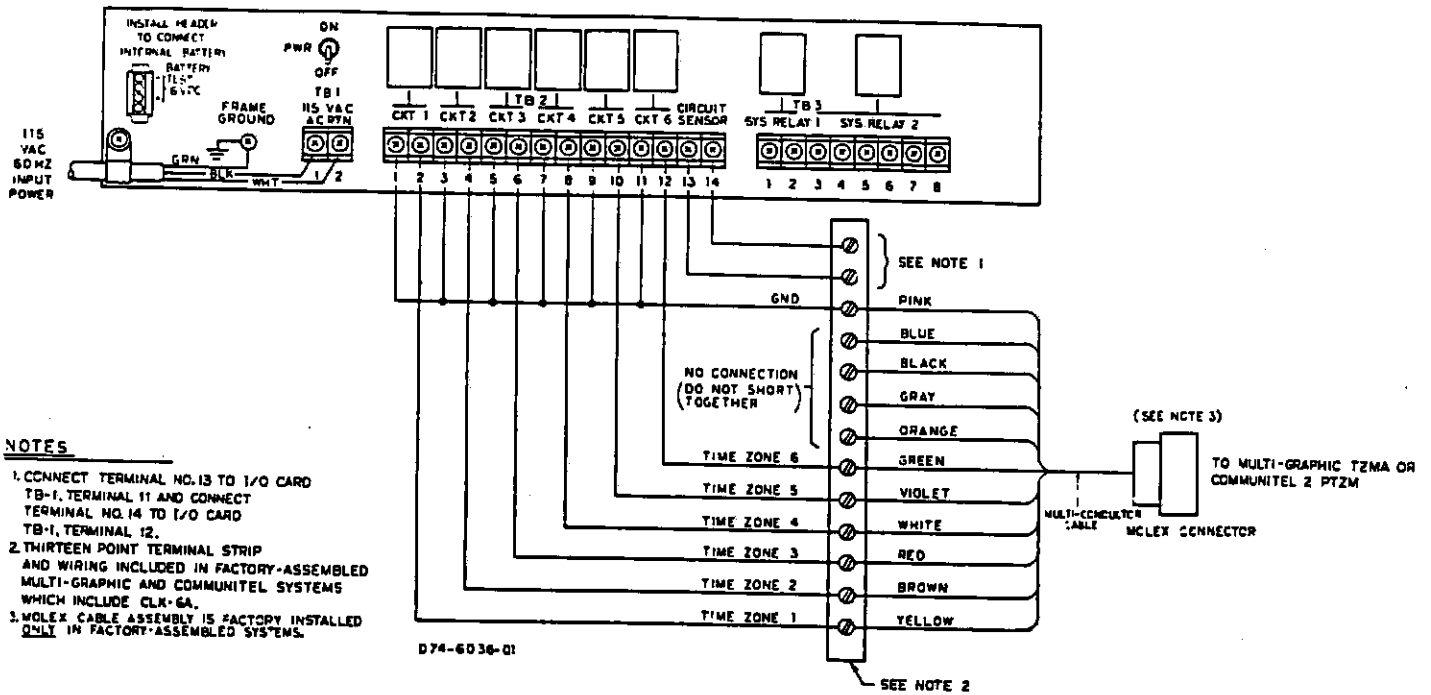 INSTALL HEADER
TO CONNECT
INTERNAL BATTERY
BATTERY
TEST
6 VDC
ON
PWR
OFF
TB 1
115 VAC
AC RTN
FRAME
GROUND
115
VAC
60 HZ
INPUT
POWER
GRN
BLK
WHT
1 2
TB 2
CKT 1 CKT 2 CKT 3 CKT 4 CKT 5 CKT 6 CIRCUIT
SENSOR
1 2 3 4 5 6 7 8 9 10 11 12 13 14
TB 3
SYS RELAY 1 SYS. RELAY 2
1 2 3 4 5 6 7 8
SEE NOTE 1
GND PINK
BLUE
BLACK
GRAY
ORANGE
NO CONNECTION
(DO NOT SHORT)
TOGETHER
TIME ZONE 6 GREEN
TIME ZONE 5 VIOLET
TIME ZONE 4 WHITE
TIME ZONE 3 RED
TIME ZONE 2 BROWN
TIME ZONE 1 YELLOW
SEE NOTE 2
MULTI-CONDUCTOR
CABLE
(SEE NOTE 3)
MOLEX CONNECTOR
TO MULTI-GRAPHIC TZMA OR
COMMUNITEL 2 PTZM
NOTES
1. CONNECT TERMINAL NO. 13 TO I/O CARD
TB-1, TERMINAL 11 AND CONNECT
TERMINAL NO. 14 TO I/O CARD
TB-1, TERMINAL 12.
2. THIRTEEN POINT TERMINAL STRIP
AND WIRING INCLUDED IN FACTORY-ASSEMBLED
MULTI-GRAPHIC AND COMMUNITEL SYSTEMS
WHICH INCLUDE CLK-6A.
3. MOLEX CABLE ASSEMBLY IS FACTORY INSTALLED
ONLY IN FACTORY-ASSEMBLED SYSTEMS.
D74-6036-01